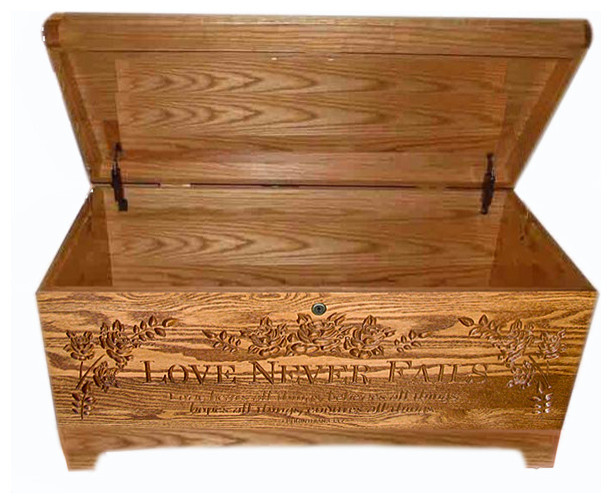 LOVE NEVER FAILS
Love bears all things, believes all things,
hopes all things, endures all things.